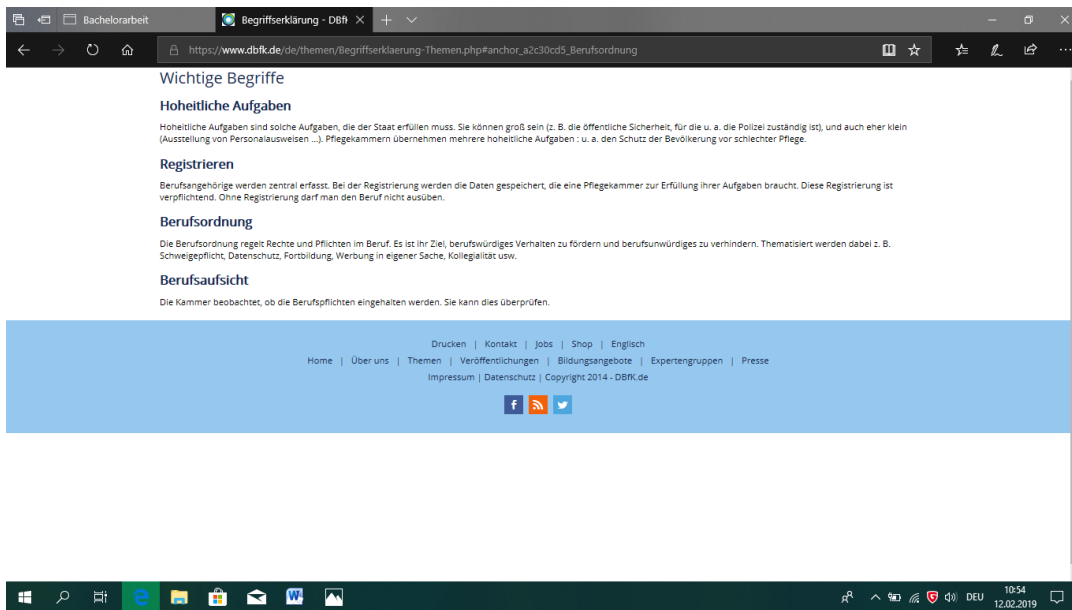 Bachelorarbeit
Begriffserklärung - DBfK
https://www.dbfk.de/de/themen/Begriffserklaerung-Themen.php#anchor_a2c30cd5_Berufsordnung
Wichtige Begriffe
Hoheitliche Aufgaben
Hoheitliche Aufgaben sind solche Aufgaben, die der Staat erfüllen muss. Sie können groß sein (z. B. die öffentliche Sicherheit, für die u. a. die Polizei zuständig ist), und auch eher klein
(Ausstellung von Personalausweisen ...). Pflegekammern übernehmen mehrere hoheitliche Aufgaben : u. a. den Schutz der Bevölkerung vor schlechter Pflege.
Registrieren
Berufsangehörige werden zentral erfasst. Bei der Registrierung werden die Daten gespeichert, die eine Pflegekammer zur Erfüllung ihrer Aufgaben braucht. Diese Registrierung ist
verpflichtend. Ohne Registrierung darf man den Beruf nicht ausüben.
Berufsordnung
Die Berufsordnung regelt Rechte und Pflichten im Beruf. Es ist ihr Ziel, berufswürdiges Verhalten zu fördern und berufsunwürdiges zu verhindern. Thematisiert werden dabei z. B.
Schweigepflicht, Datenschutz, Fortbildung, Werbung in eigener Sache, Kollegialität usw.
Berufsaufsicht
Die Kammer beobachtet, ob die Berufspflichten eingehalten werden. Sie kann dies überprüfen.
Drucken | Kontakt | Jobs | Shop | Englisch
Home | Über uns | Themen | Veröffentlichungen | Bildungsangebote | Expertengruppen | Presse
Impressum | Datenschutz | Copyright 2014 - DBfK.de
DEU
10:54
12.02.2019